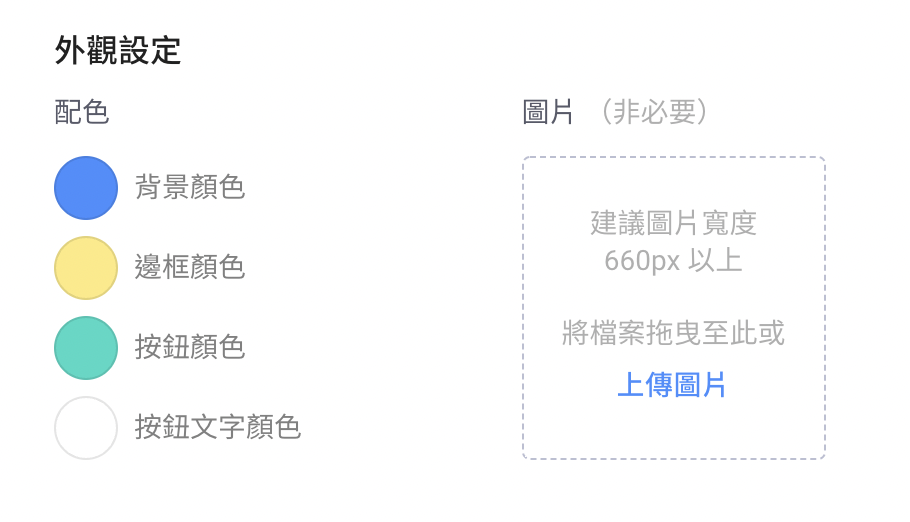 外觀設定
配色
背景顏色
邊框顏色
按鈕顏色
按鈕文字顏色
圖片 （非必要）
建議圖片寬度
660px 以上
將檔案拖曳至此或
上傳圖片